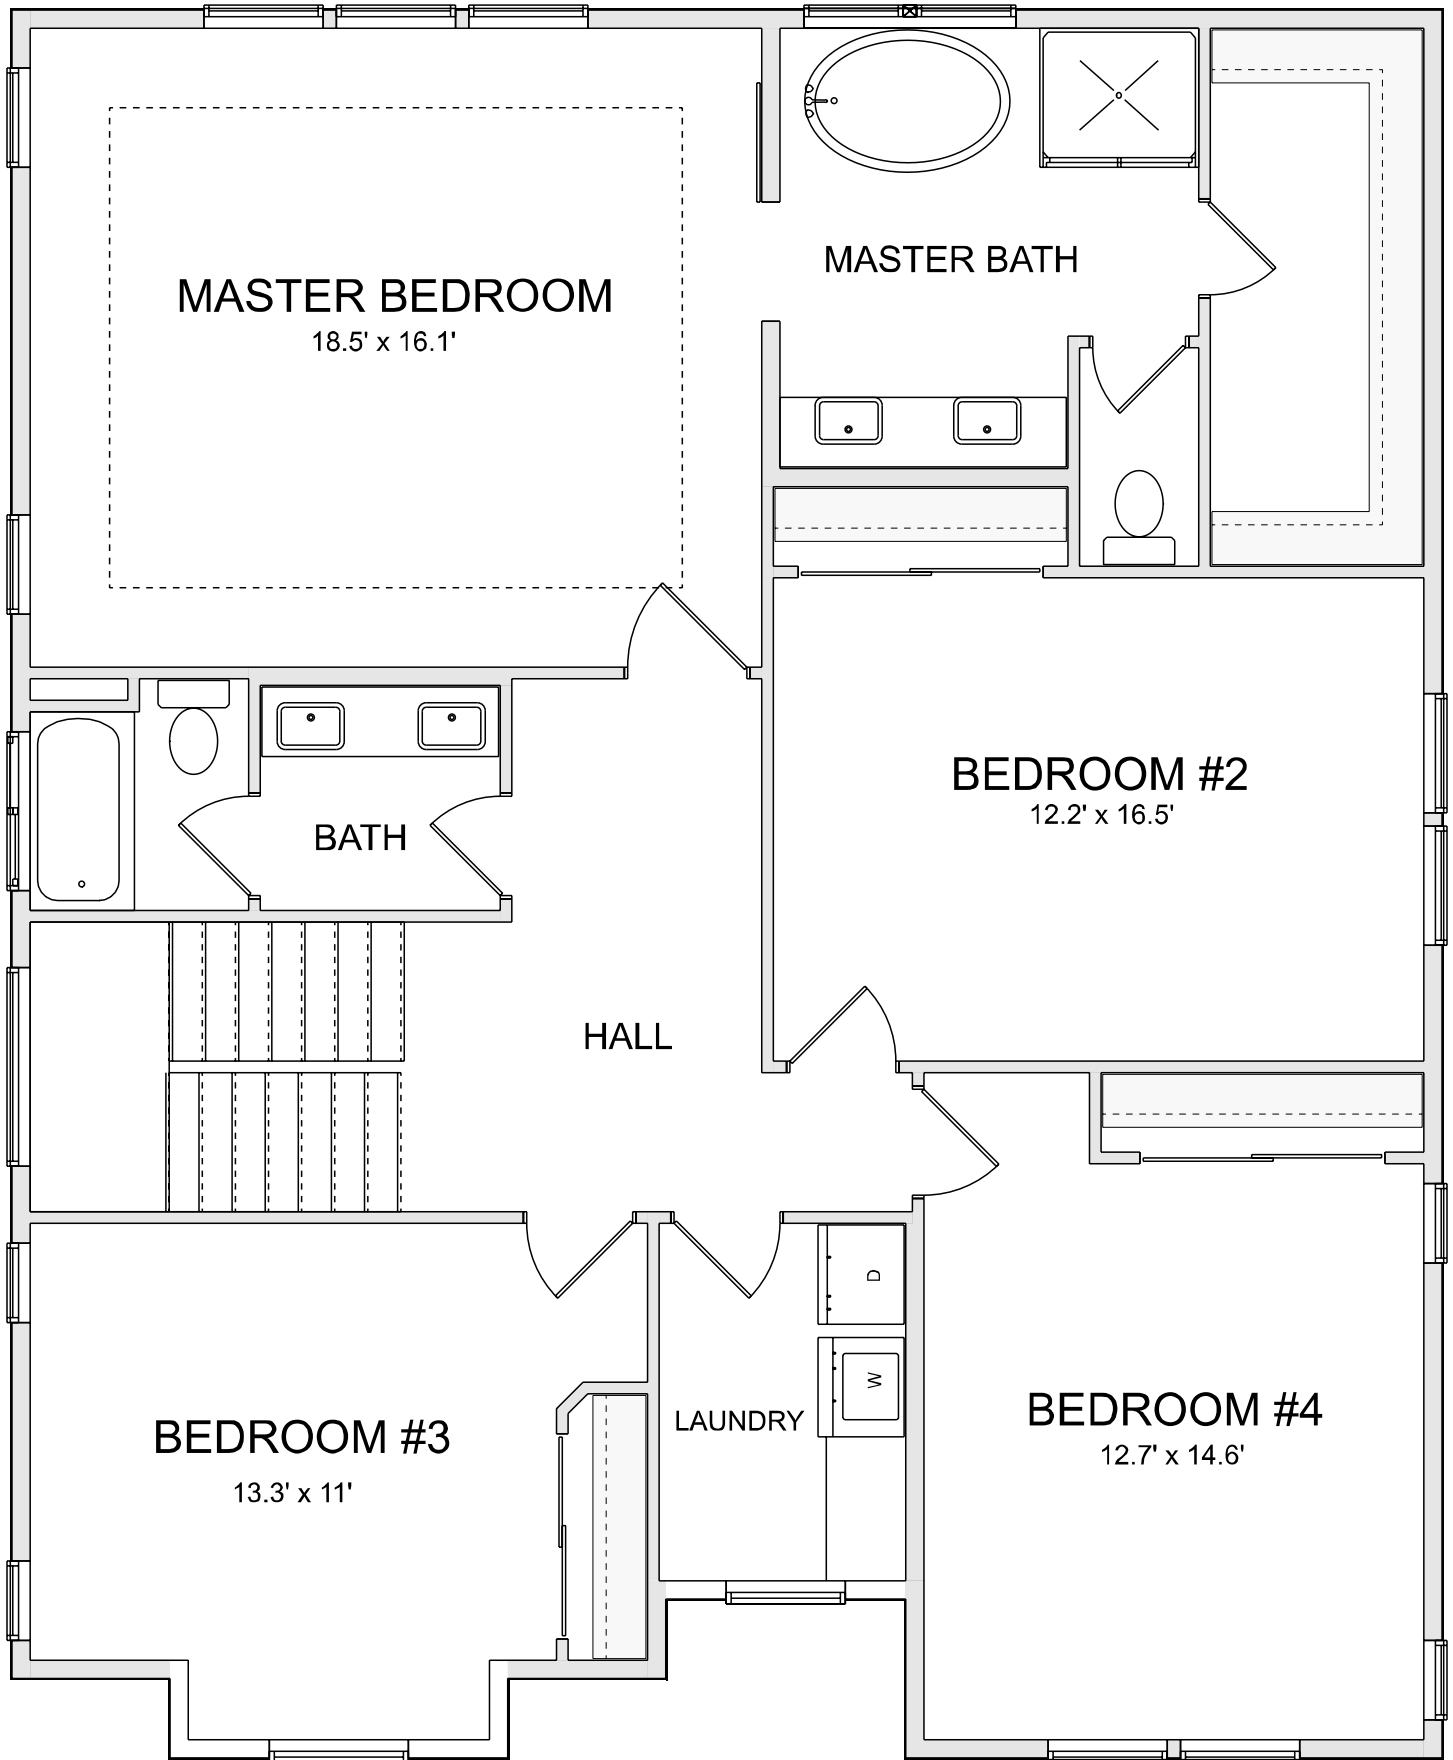 MASTER BEDROOM
18.5' x 16.1'
MASTER BATH
BEDROOM #2
12.2' x 16.5'
BATH
HALL
D
W
LAUNDRY
BEDROOM #3
13.3' x 11'
BEDROOM #4
12.7' x 14.6'